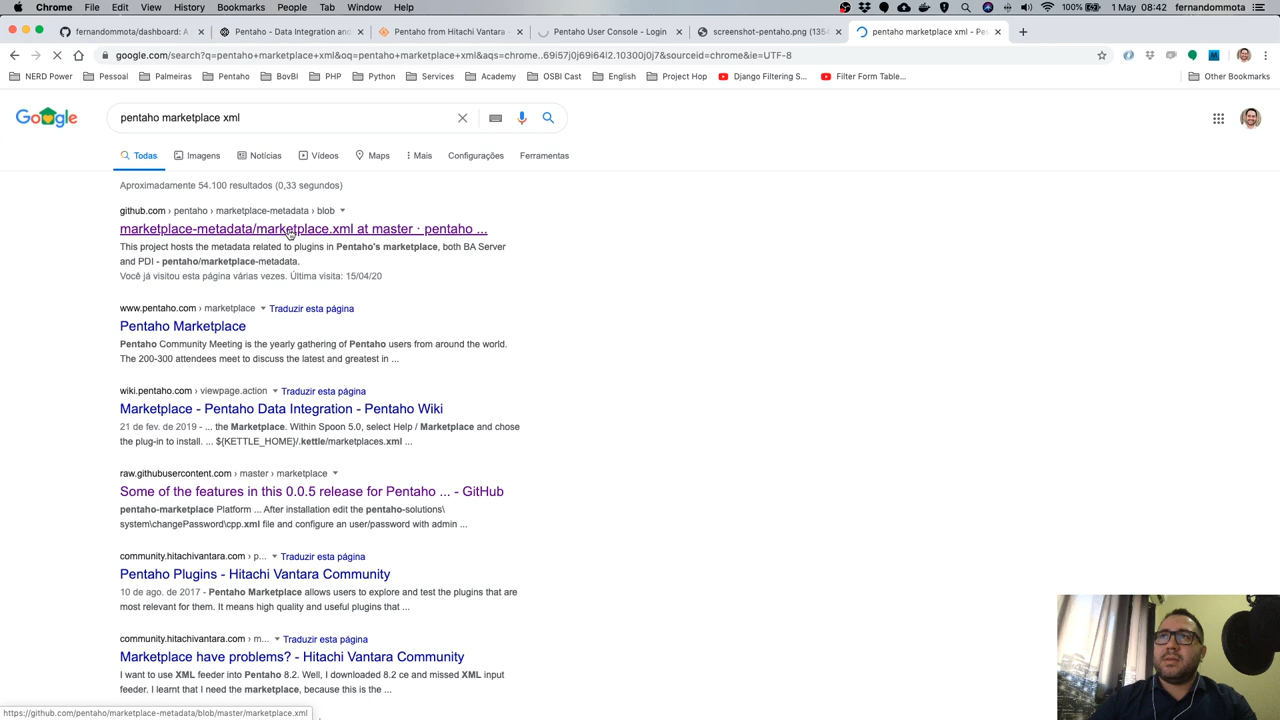 Chrome File Edit View History Bookmarks People Tab Window Help 100% 1 May 08:42 fernandommota
fernandommota/dashboard: A Pentaho - Data Integration and Pentaho from Hitachi Vantara - Pentaho User Console - Login screenshot-pentaho.png (1354 pentaho marketplace xml - Pes
google.com/search?q=pentaho+marketplace+xml&oq=pentaho+marketplace+xml&aqs=chrome..69i57j0j69i64l2.10300j0j7&sourceid=chrome&ie=UTF-8
NERD Power Pessoal Palmeiras Pentaho BovBI PHP Python Services Academy OSBI Cast English Project Hop Django Filtering S... Filter Form Table... Other Bookmarks
Google pentaho marketplace xml
Todas Imagens Notícias Vídeos Maps Mais Configurações Ferramentas
Aproximadamente 54.100 resultados (0,33 segundos)
github.com › pentaho › marketplace-metadata › blob
marketplace-metadata/marketplace.xml at master · pentaho ...
This project hosts the metadata related to plugins in Pentaho's marketplace, both BA Server
and PDI - pentaho/marketplace-metadata.
Você já visitou esta página várias vezes. Última visita: 15/04/20
www.pentaho.com › marketplace Traduzir esta página
Pentaho Marketplace
Pentaho Community Meeting is the yearly gathering of Pentaho users from around the world.
The 200-300 attendees meet to discuss the latest and greatest in ...
wiki.pentaho.com › viewpage.action Traduzir esta página
Marketplace - Pentaho Data Integration - Pentaho Wiki
21 de fev. de 2019 - ... the Marketplace. Within Spoon 5.0, select Help / Marketplace and chose
the plug-in to install. ... ${KETTLE_HOME}/.kettle/marketplaces.xml ...
raw.githubusercontent.com › master › marketplace
Some of the features in this 0.0.5 release for Pentaho ... - GitHub
pentaho-marketplace Platform ... After installation edit the pentaho-solutions\
system\changePassword\cpp.xml file and configure an user/password with admin ...
community.hitachivantara.com › p... Traduzir esta página
Pentaho Plugins - Hitachi Vantara Community
10 de ago. de 2017 - Pentaho Marketplace allows users to explore and test the plugins that are
most relevant for them. It means high quality and useful plugins that ...
community.hitachivantara.com › m... Traduzir esta página
Marketplace have problems? - Hitachi Vantara Community
I want to use XML feeder into Pentaho 8.2. Well, I downloaded 8.2 ce and missed XML input
feeder. I learnt that I need the marketplace, because this is the ...
https://github.com/pentaho/marketplace-metadata/blob/master/marketplace.xml